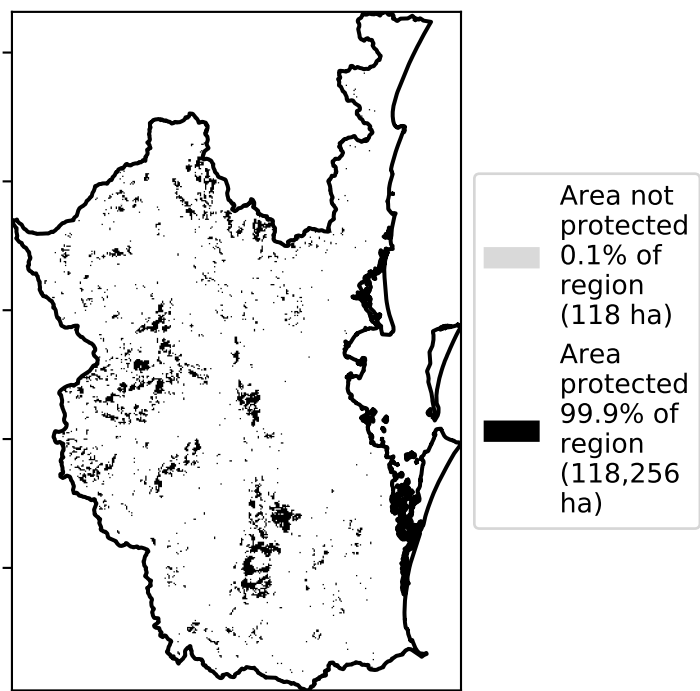 Area not
protected
0.1% of
region
(118 ha)
Area
protected
99.9% of
region
(118,256
ha)